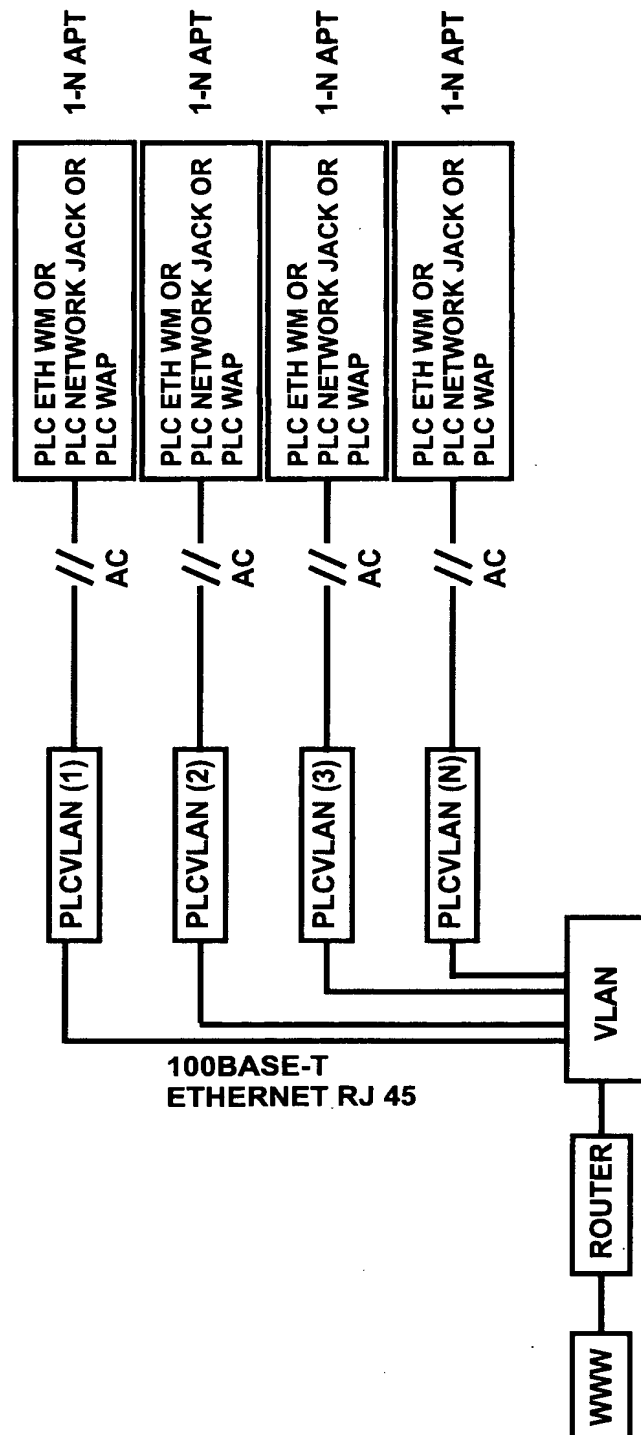 1-N APT
1-N APT
1-N APT
1-N APT
PLC ETH WM OR
PLC NETWORK JACK OR
PLC WAP
PLC ETH WM OR
PLC NETWORK JACK OR
PLC WAP
PLC ETH WM OR
PLC NETWORK JACK OR
PLC WAP
PLC ETH WM OR
PLC NETWORK JACK OR
PLC WAP
AC
AC
AC
AC
PLCVLAN (1)
PLCVLAN (2)
PLCVLAN (3)
PLCVLAN (N)
100BASE-T
ETHERNET RJ 45
VLAN
ROUTER
WWW